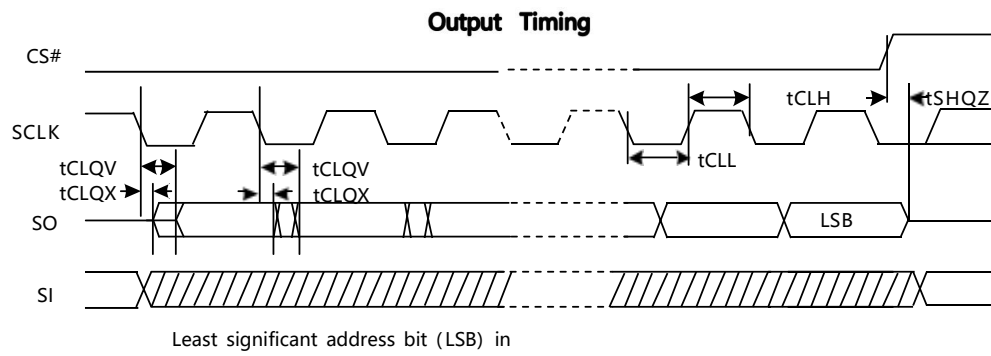 Output Timing
CS#
tCLH
tSHQZ
SCLK
tCLQV
tCLQV
tCLL
tCLQX
tCLQX
SO
LSB
SI
Least significant address bit (LSB) in